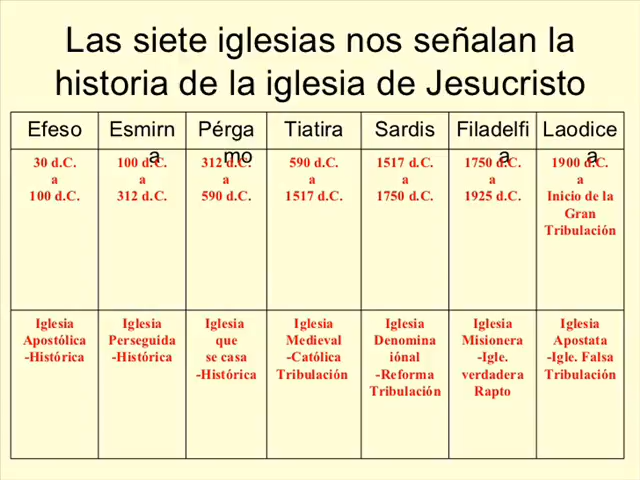 Las siete iglesias nos señalan la
historia de la iglesia de Jesucristo
Efeso
Esmirn
a
Pérga
mo
Tiatira
Sardis
Filadelfi
a
Laodice
a
30 d.C.
a
100 d.C.
100 d.C.
a
312 d.C.
312 d.C.
a
590 d.C.
590 d.C.
a
1517 d.C.
1517 d.C.
a
1750 d.C.
1750 d.C.
a
1925 d.C.
1900 d.C.
a
Inicio de la
Gran
Tribulación
Iglesia
Apostólica
-Histórica
Iglesia
Perseguida
-Histórica
Iglesia
que
se casa
-Histórica
Iglesia
Medieval
-Católica
Tribulación
Iglesia
Denomina
iónal
-Reforma
Tribulación
Iglesia
Misionera
-Igle.
verdadera
Rapto
Iglesia
Apostata
-Igle. Falsa
Tribulación